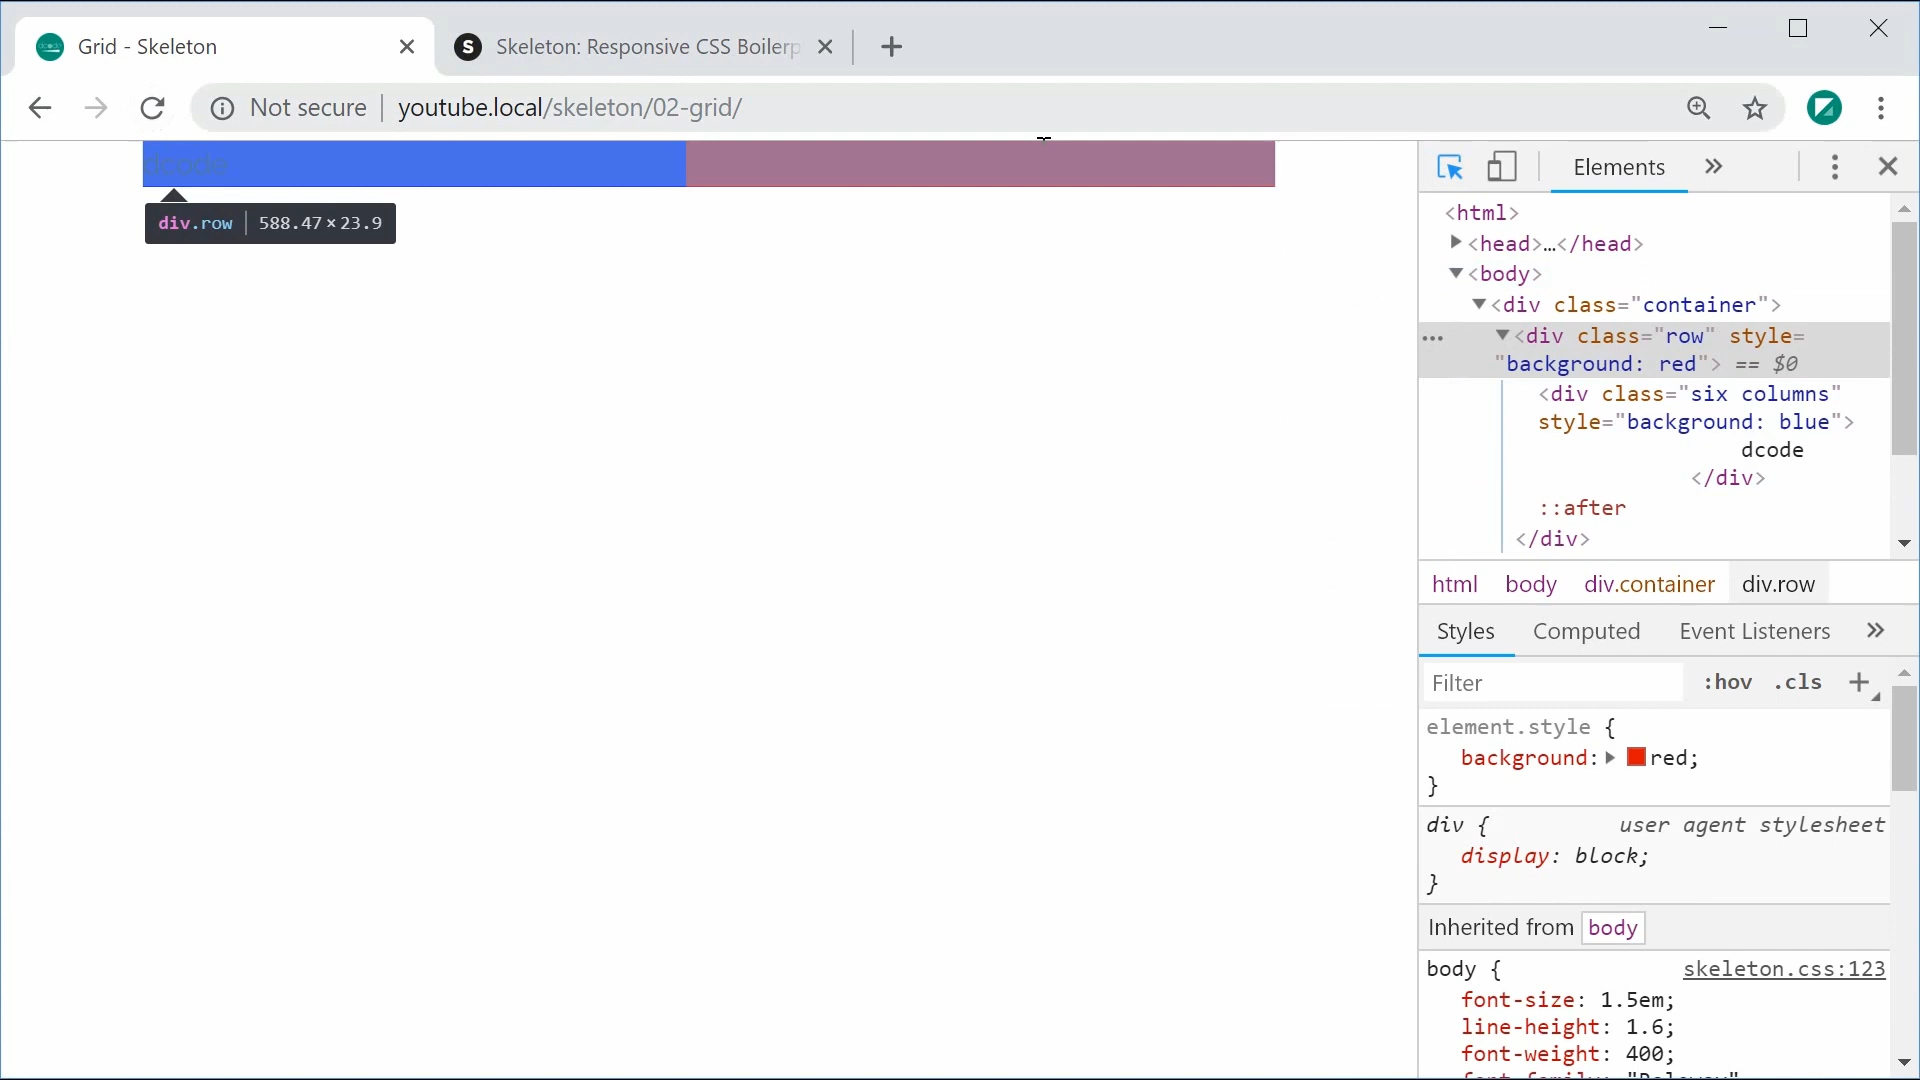 Grid - Skeleton
S Skeleton: Responsive CSS Boilerp
Not secure youtube.local/skeleton/02-grid/
dcode
div.row 588.47×23.9
Elements
<html>
<head>…</head>
<body>
<div class="container">
<div class="row" style=
"background: red"> == $0
<div class="six columns"
style="background: blue">
dcode
</div>
::after
</div>
html body div.container div.row
Styles Computed Event Listeners
Filter :hov .cls
element.style {
background: red;
}
div { user agent stylesheet
display: block;
}
Inherited from body
body { skeleton.css:123
font-size: 1.5em;
line-height: 1.6;
font-weight: 400;